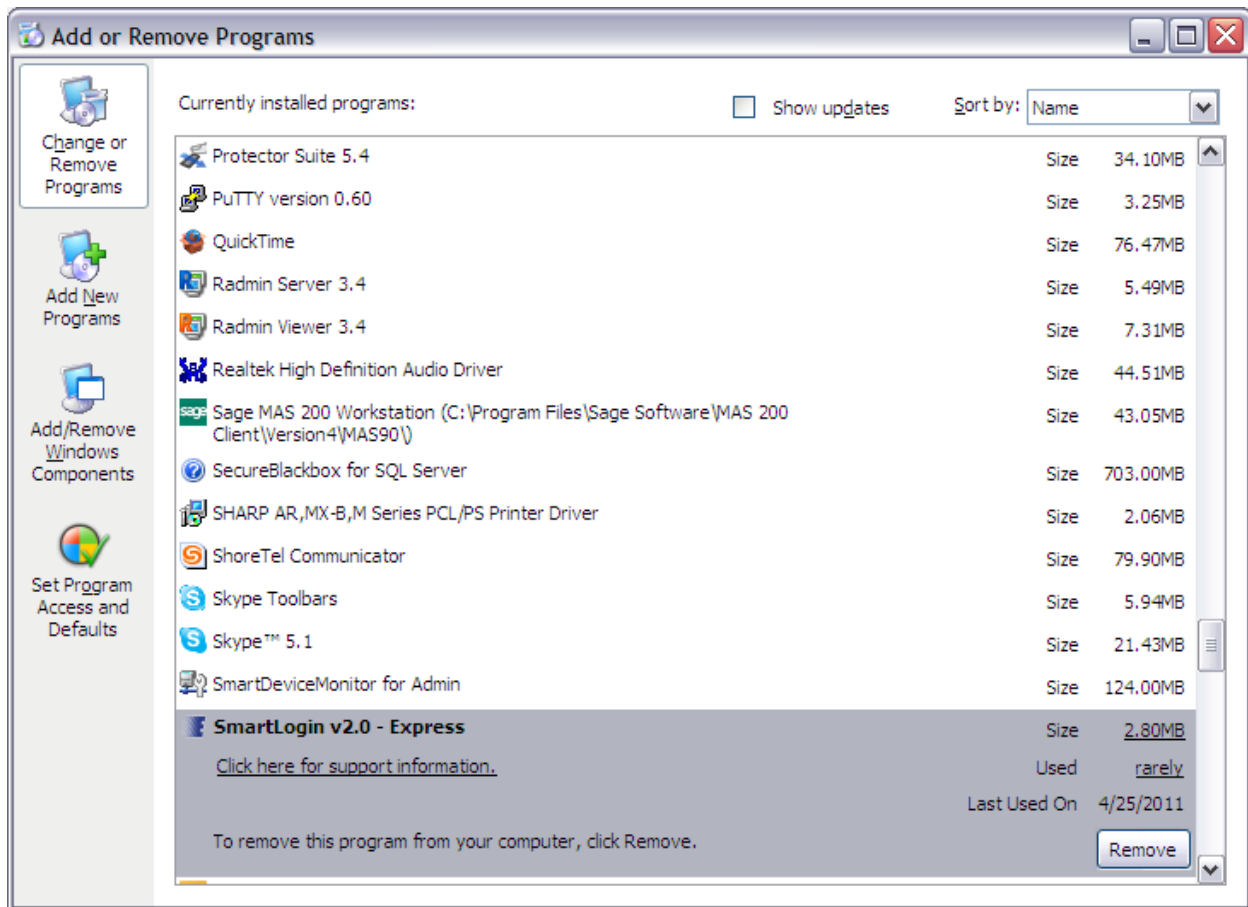 Add or Remove Programs
Change or
Remove
Programs
Add New
Programs
Add/Remove
Windows
Components
Set Program
Access and
Defaults
Currently installed programs:
Show updates
Sort by: Name
Protector Suite 5.4 Size 34.10MB
PuTTY version 0.60 Size 3.25MB
QuickTime Size 76.47MB
Radmin Server 3.4 Size 5.49MB
Radmin Viewer 3.4 Size 7.31MB
Realtek High Definition Audio Driver Size 44.51MB
sage Sage MAS 200 Workstation (C:\Program Files\Sage Software\MAS 200 Size 43.05MB
Client\Version4\MAS90\)
SecureBlackbox for SQL Server Size 703.00MB
SHARP AR,MX-B,M Series PCL/PS Printer Driver Size 2.06MB
ShoreTel Communicator Size 79.90MB
Skype Toolbars Size 5.94MB
Skype™ 5.1 Size 21.43MB
SmartDeviceMonitor for Admin Size 124.00MB
SmartLogin v2.0 - Express Size 2.80MB
Click here for support information. Used rarely
Last Used On 4/25/2011
To remove this program from your computer, click Remove. Remove